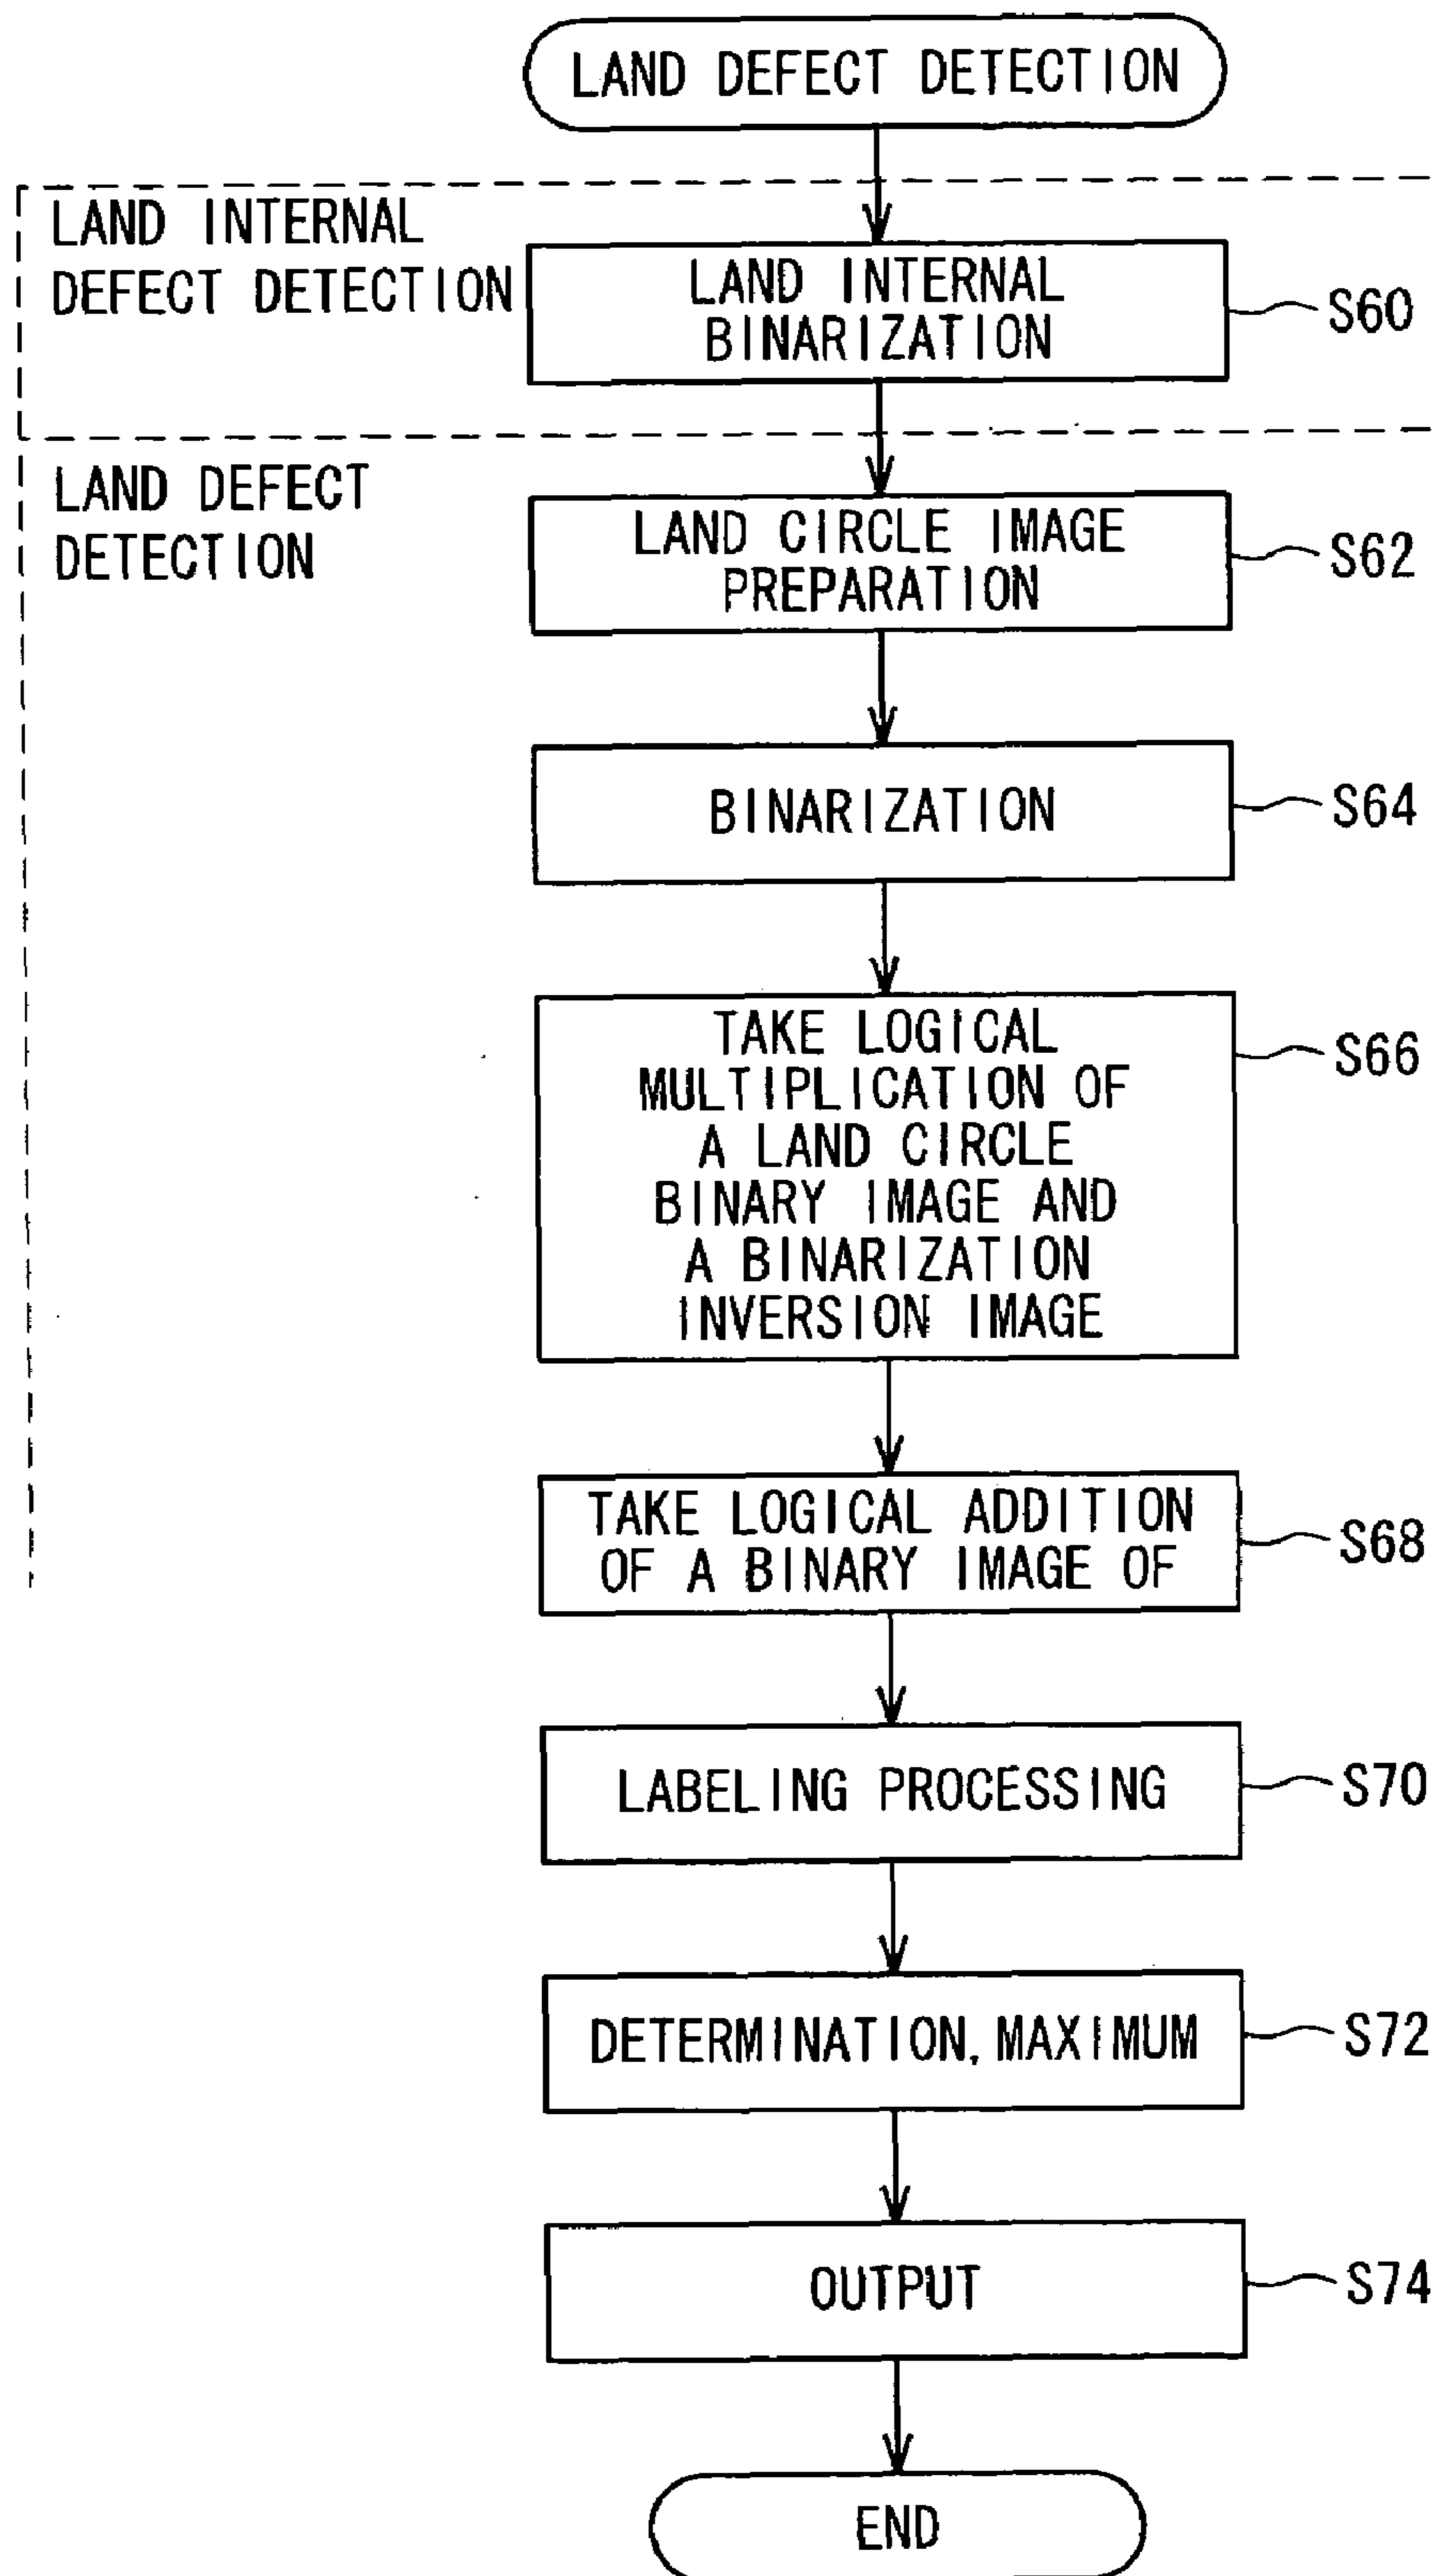 LAND DEFECT DETECTION
LAND INTERNAL
DEFECT DETECTION
LAND INTERNAL
BINARIZATION
S60
LAND DEFECT
DETECTION
LAND CIRCLE IMAGE
PREPARATION
S62
BINARIZATION
S64
TAKE LOGICAL
MULTIPLICATION OF
A LAND CIRCLE
BINARY IMAGE AND
A BINARIZATION
INVERSION IMAGE
S66
TAKE LOGICAL ADDITION
OF A BINARY IMAGE OF
S68
LABELING PROCESSING
S70
DETERMINATION, MAXIMUM
S72
OUTPUT
S74
END